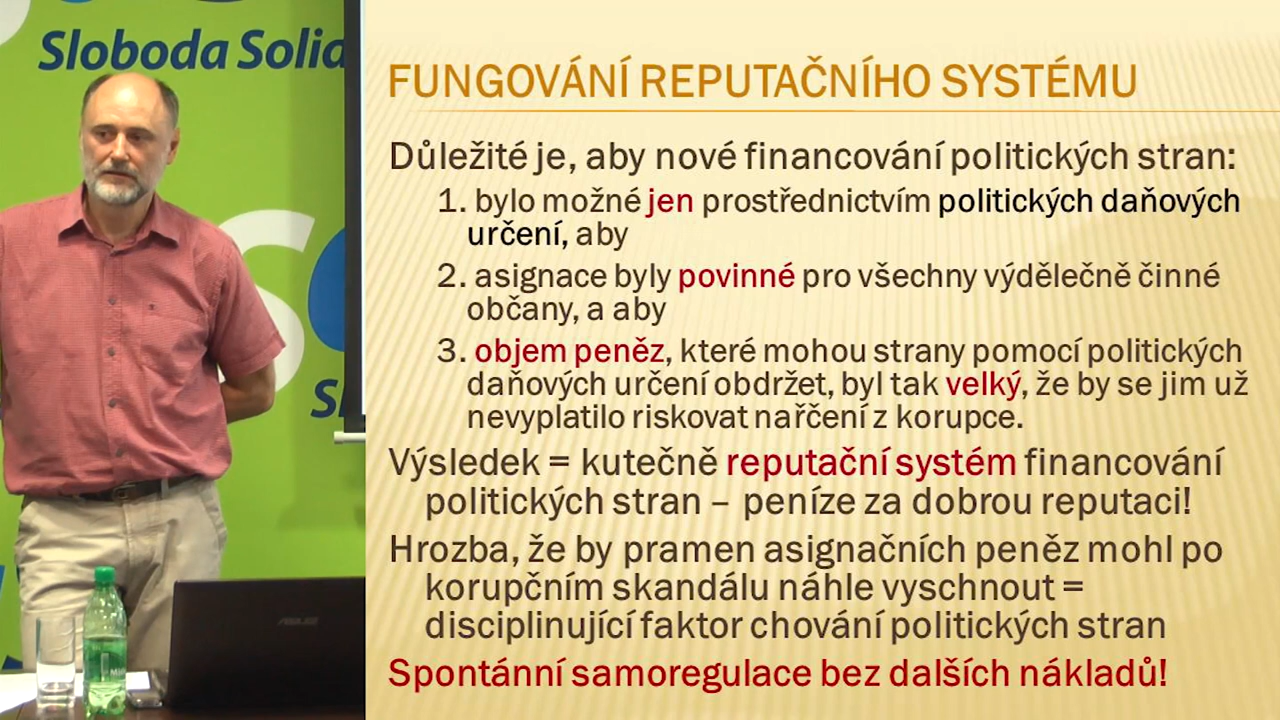 Sloboda Solid
FUNGOVÁNÍ REPUTAČNÍHO SYSTÉMU
Důležité je, aby nové financování politických stran:
1. bylo možné jen prostřednictvím politických daňových
určení, aby
2. asignace byly povinné pro všechny výdělečně činné
občany, a aby
3. objem peněz, které mohou strany pomocí politických
daňových určení obdržet, byl tak velký, že by se jim už
nevyplatilo riskovat nařčení z korupce.
Výsledek = kutečně reputační systém financování
politických stran – peníze za dobrou reputaci!
Hrozba, že by pramen asignačních peněz mohl po
korupčním skandálu náhle vyschnout =
disciplinující faktor chování politických stran
Spontánní samoregulace bez dalších nákladů!
ASUS